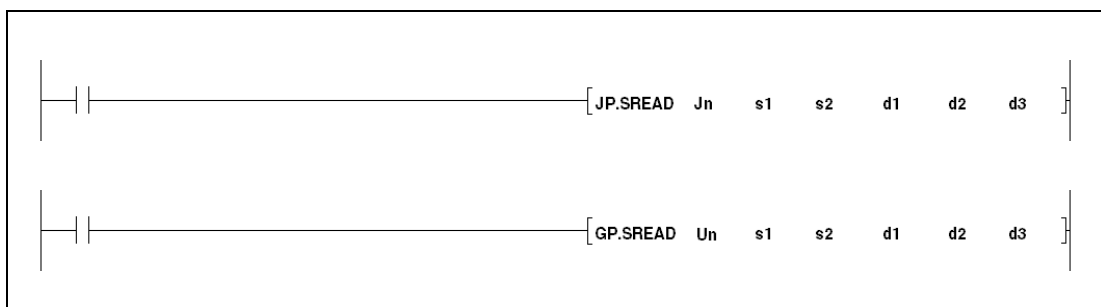 JP.SREAD Jn s1 s2 d1 d2 d3
GP.SREAD Un s1 s2 d1 d2 d3